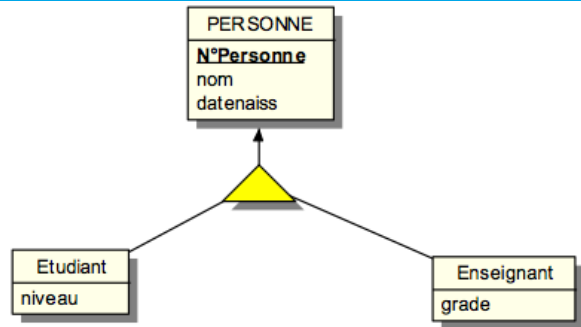 PERSONNE
N°Personne
nom
datenaiss
Etudiant
niveau
Enseignant
grade